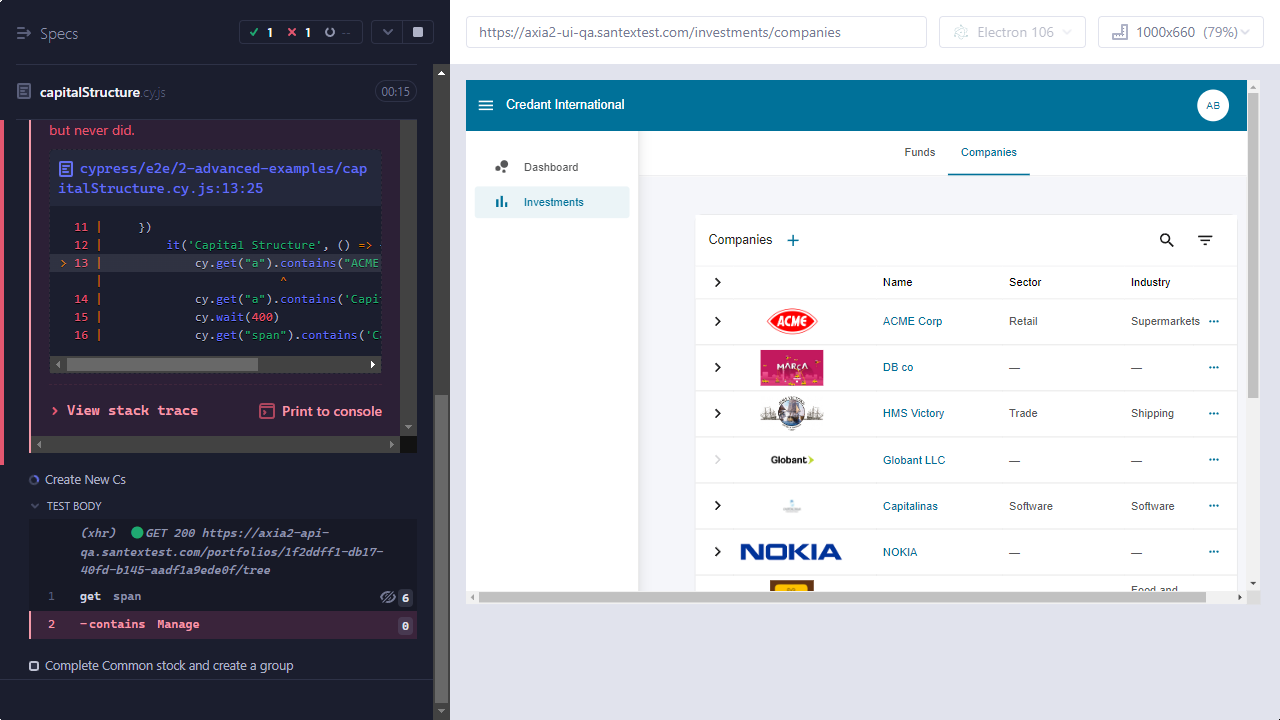 Specs
1
1
--
capitalStructure.cy.js
00:15
but never did.
cypress/e2e/2-advanced-examples/cap
italStructure.cy.js:13:25
11 | })
12 | it('Capital Structure', () =>
> 13 | cy.get("a").contains("ACME
| ^
14 | cy.get("a").contains('Capi
15 | cy.wait(400)
16 | cy.get("span").contains('C
View stack trace
Print to console
Create New Cs
TEST BODY
(xhr) GET 200 https://axia2-api-
qa.santextest.com/portfolios/1f2ddff1-db17-
40fd-b145-aadf1a9ede0f/tree
1 get span 6
2 -contains Manage 0
Complete Common stock and create a group
https://axia2-ui-qa.santextest.com/investments/companies
Electron 106
1000x660 (79%)
Credant International
AB
Dashboard
Investments
Funds
Companies
Companies +
Name Sector Industry
ACME ACME Corp Retail Supermarkets ...
MARCA DB co — — ...
HMS Victory Trade Shipping ...
Globant Globant LLC — — ...
Capitalinas Software Software ...
NOKIA NOKIA — — ...
Food and